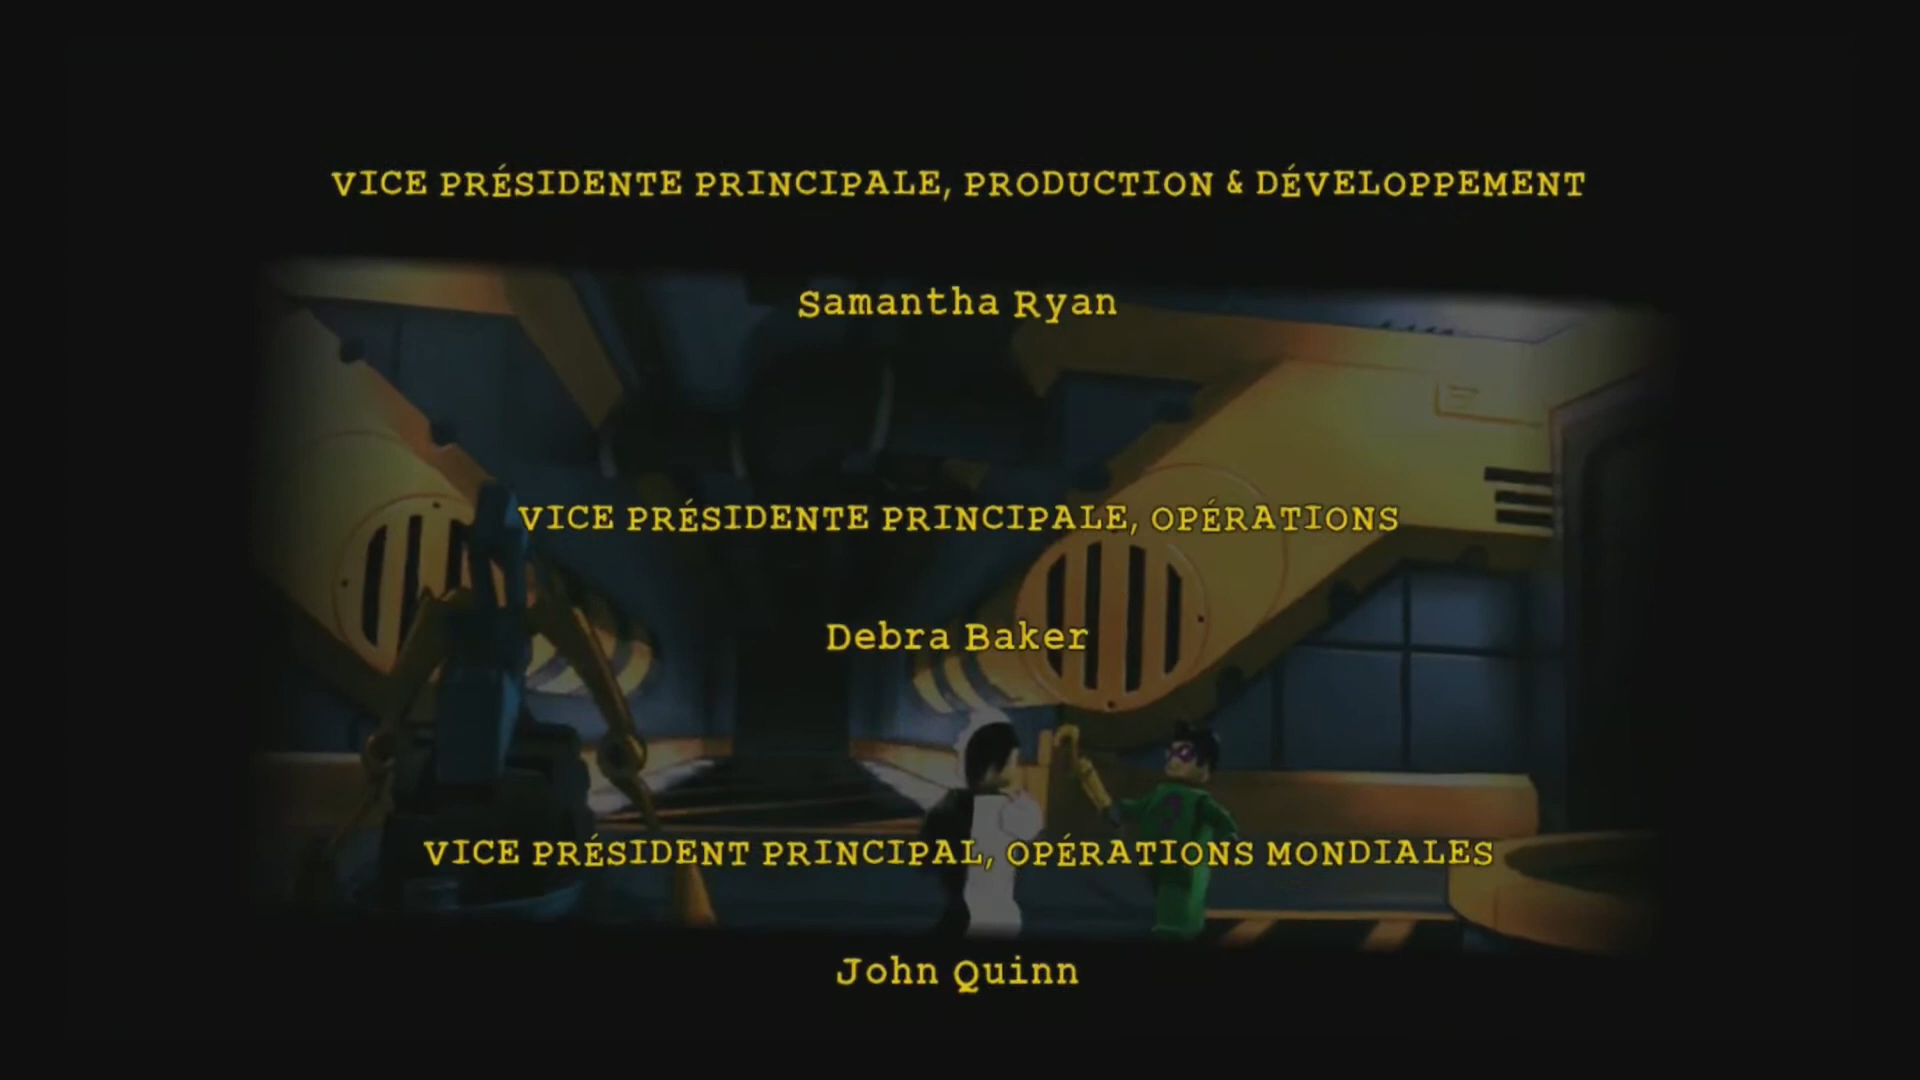 VICE PRÉSIDENTE PRINCIPALE, PRODUCTION & DÉVELOPPEMENT
Samantha Ryan
VICE PRÉSIDENTE PRINCIPALE, OPÉRATIONS
Debra Baker
VICE PRÉSIDENT PRINCIPAL, OPÉRATIONS MONDIALES
John Quinn